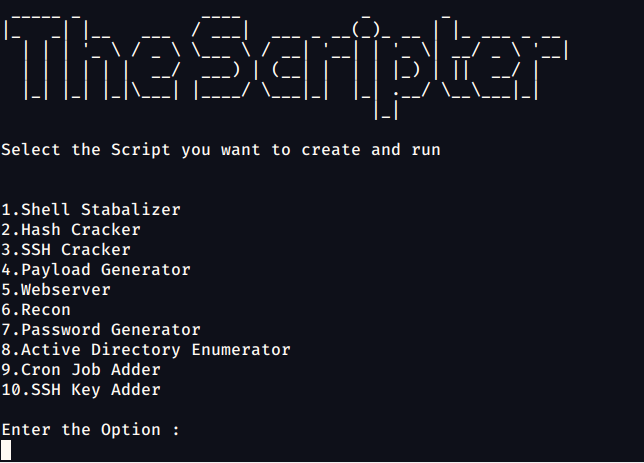 TheScripter
Select the Script you want to create and run
1.Shell Stabalizer
2.Hash Cracker
3.SSH Cracker
4.Payload Generator
5.Webserver
6.Recon
7.Password Generator
8.Active Directory Enumerator
9.Cron Job Adder
10.SSH Key Adder
Enter the Option :